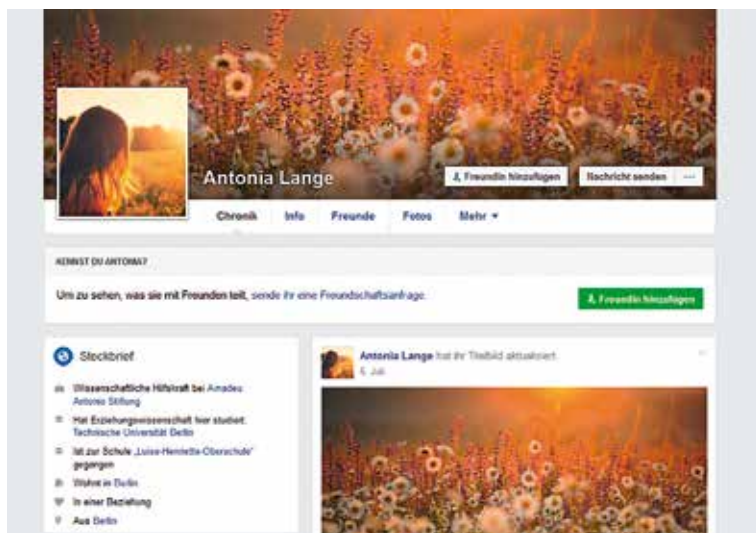 Antonia Lange
Freundin hinzufügen
Nachricht senden ...
Chronik Info Freunde Fotos Mehr
KENNST DU ANTONIA?
Um zu sehen, was sie mit Freunden teilt, sende ihr eine Freundschaftsanfrage.
Freundin hinzufügen
Steckbrief
Wissenschaftliche Hilfskraft bei Amadeu
Antonio Stiftung
Hat Erziehungswissenschaft hier studiert:
Technische Universität Berlin
Ist zur Schule „Luise-Henriette-Oberschule“
gegangen
Wohnt in Berlin
In einer Beziehung
Aus Berlin
Antonia Lange hat ihr Titelbild aktualisiert.
6. Juli